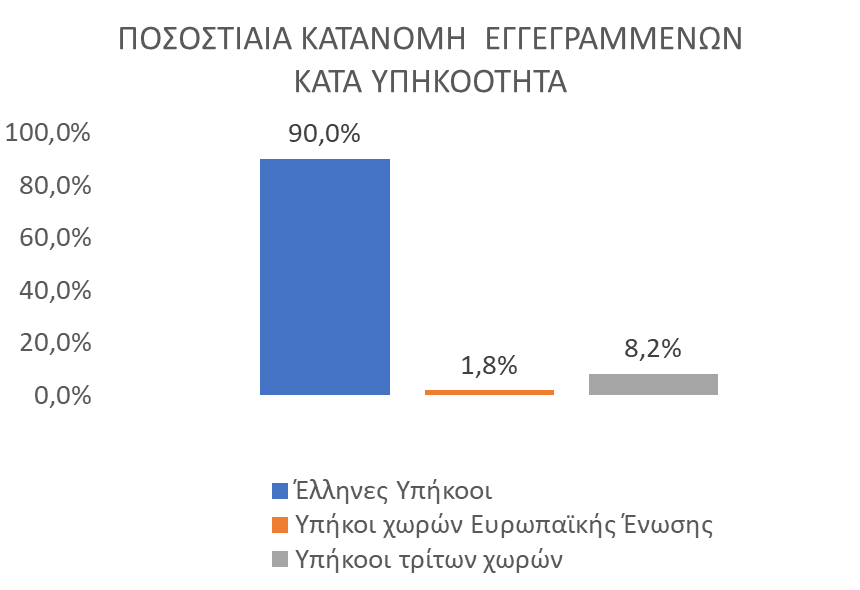 ΠΟΣΟΣΤΙΑΙΑ ΚΑΤΑΝΟΜΗ  ΕΓΓΕΓΡΑΜΜΕΝΩΝ
ΚΑΤΑ ΥΠΗΚΟΟΤΗΤΑ
100,0%
80,0%
60,0%
40,0%
20,0%
0,0%
90,0%
1,8%
8,2%
Έλληνες Υπήκοοι
Υπήκοι χωρών Ευρωπαϊκής Ένωσης
Υπήκοοι τρίτων χωρών